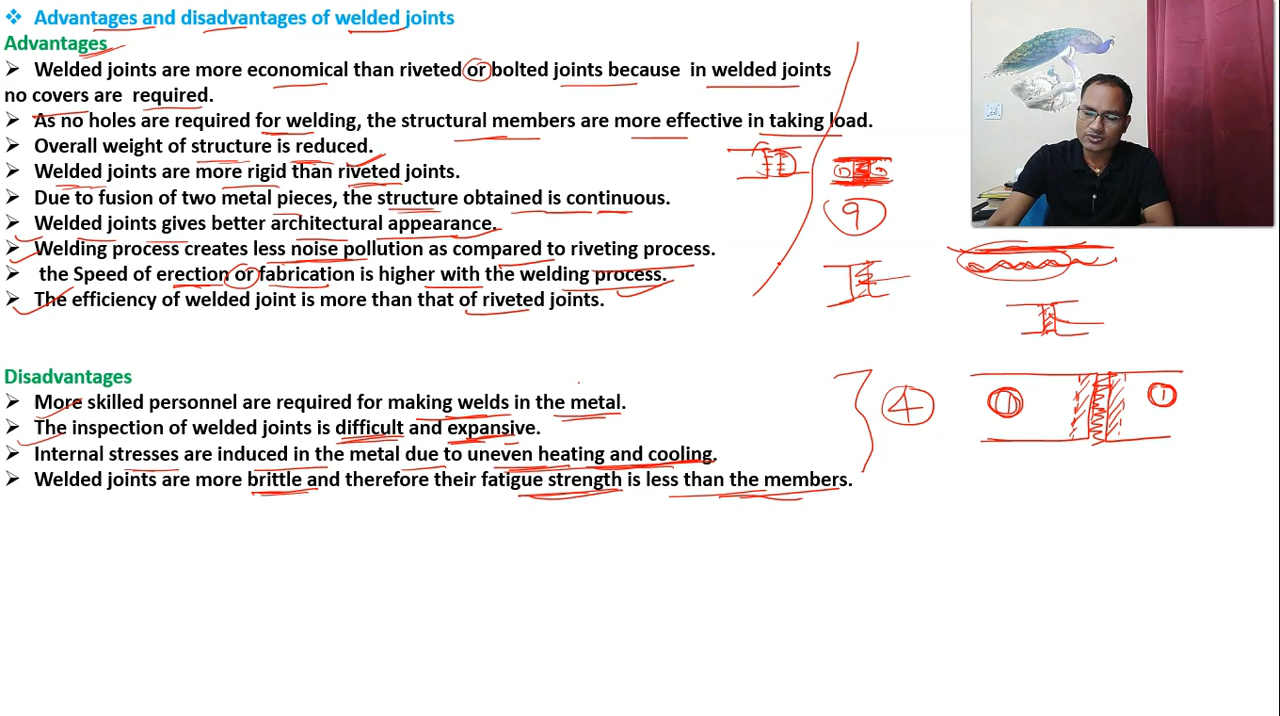 ❖ Advantages and disadvantages of welded joints
Advantages
➢ Welded joints are more economical than riveted or bolted joints because in welded joints
no covers are required.
➢ As no holes are required for welding, the structural members are more effective in taking load.
➢ Overall weight of structure is reduced.
➢ Welded joints are more rigid than riveted joints.
➢ Due to fusion of two metal pieces, the structure obtained is continuous.
➢ Welded joints gives better architectural appearance.
➢ Welding process creates less noise pollution as compared to riveting process.
➢ the Speed of erection or fabrication is higher with the welding process.
➢ The efficiency of welded joint is more than that of riveted joints.
9
Disadvantages
➢ More skilled personnel are required for making welds in the metal.
➢ The inspection of welded joints is difficult and expansive.
➢ Internal stresses are induced in the metal due to uneven heating and cooling.
➢ Welded joints are more brittle and therefore their fatigue strength is less than the members.
4